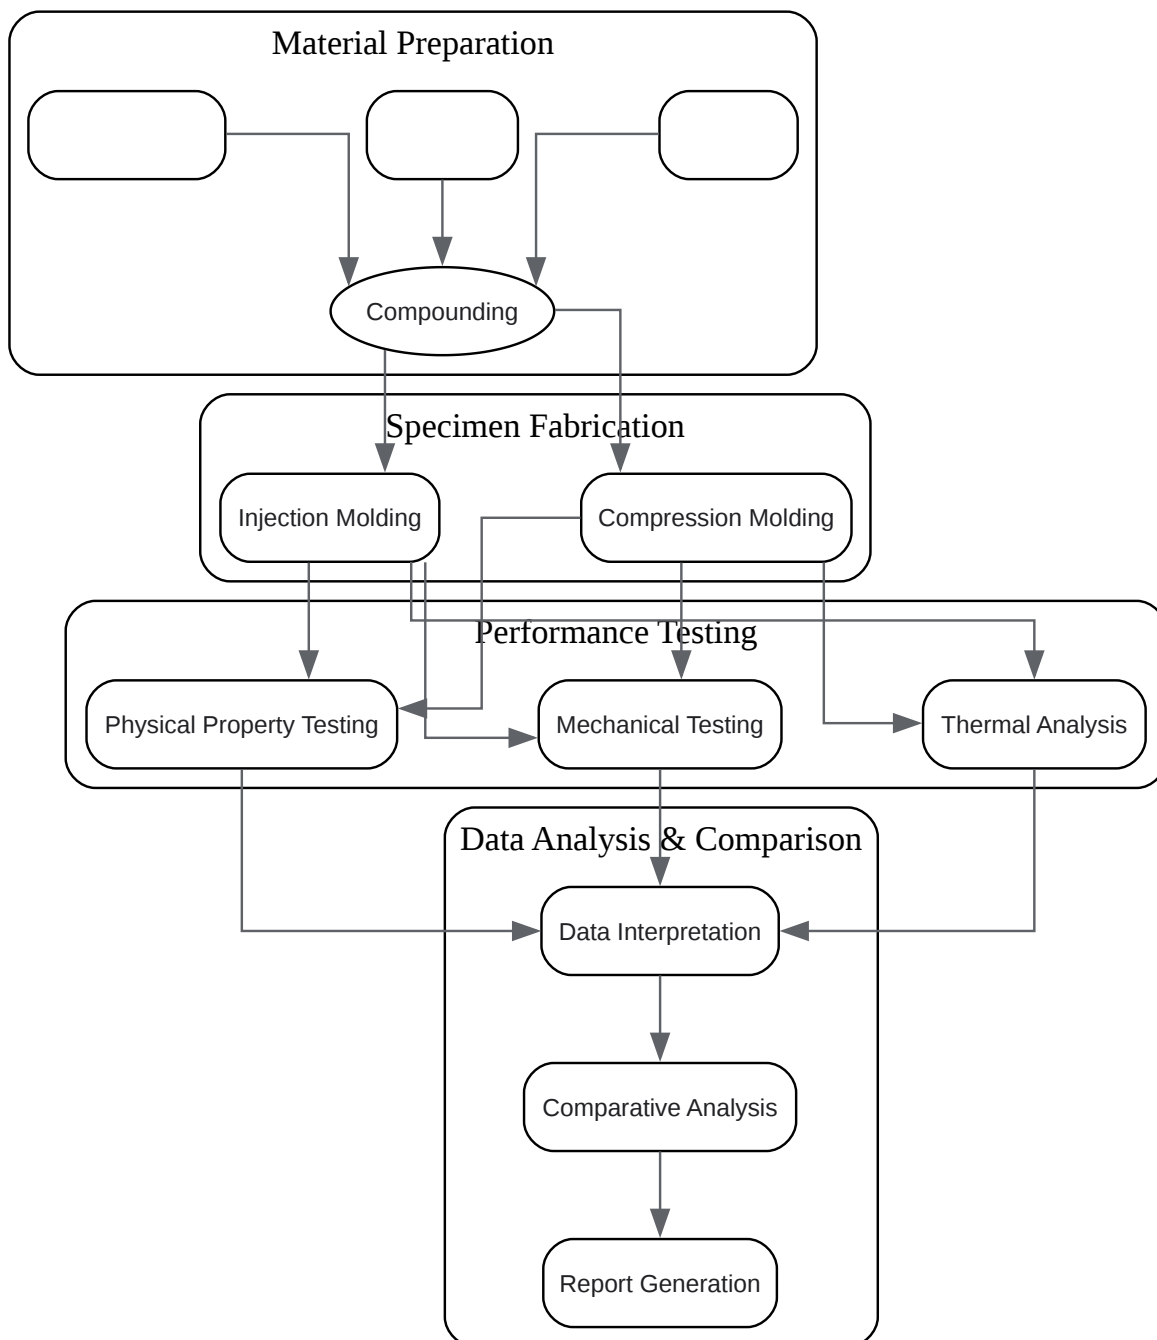 Material Preparation
Compounding
Specimen Fabrication
Injection Molding
Compression Molding
Performance Testing
Physical Property Testing
Mechanical Testing
Thermal Analysis
Data Analysis & Comparison
Data Interpretation
Comparative Analysis
Report Generation